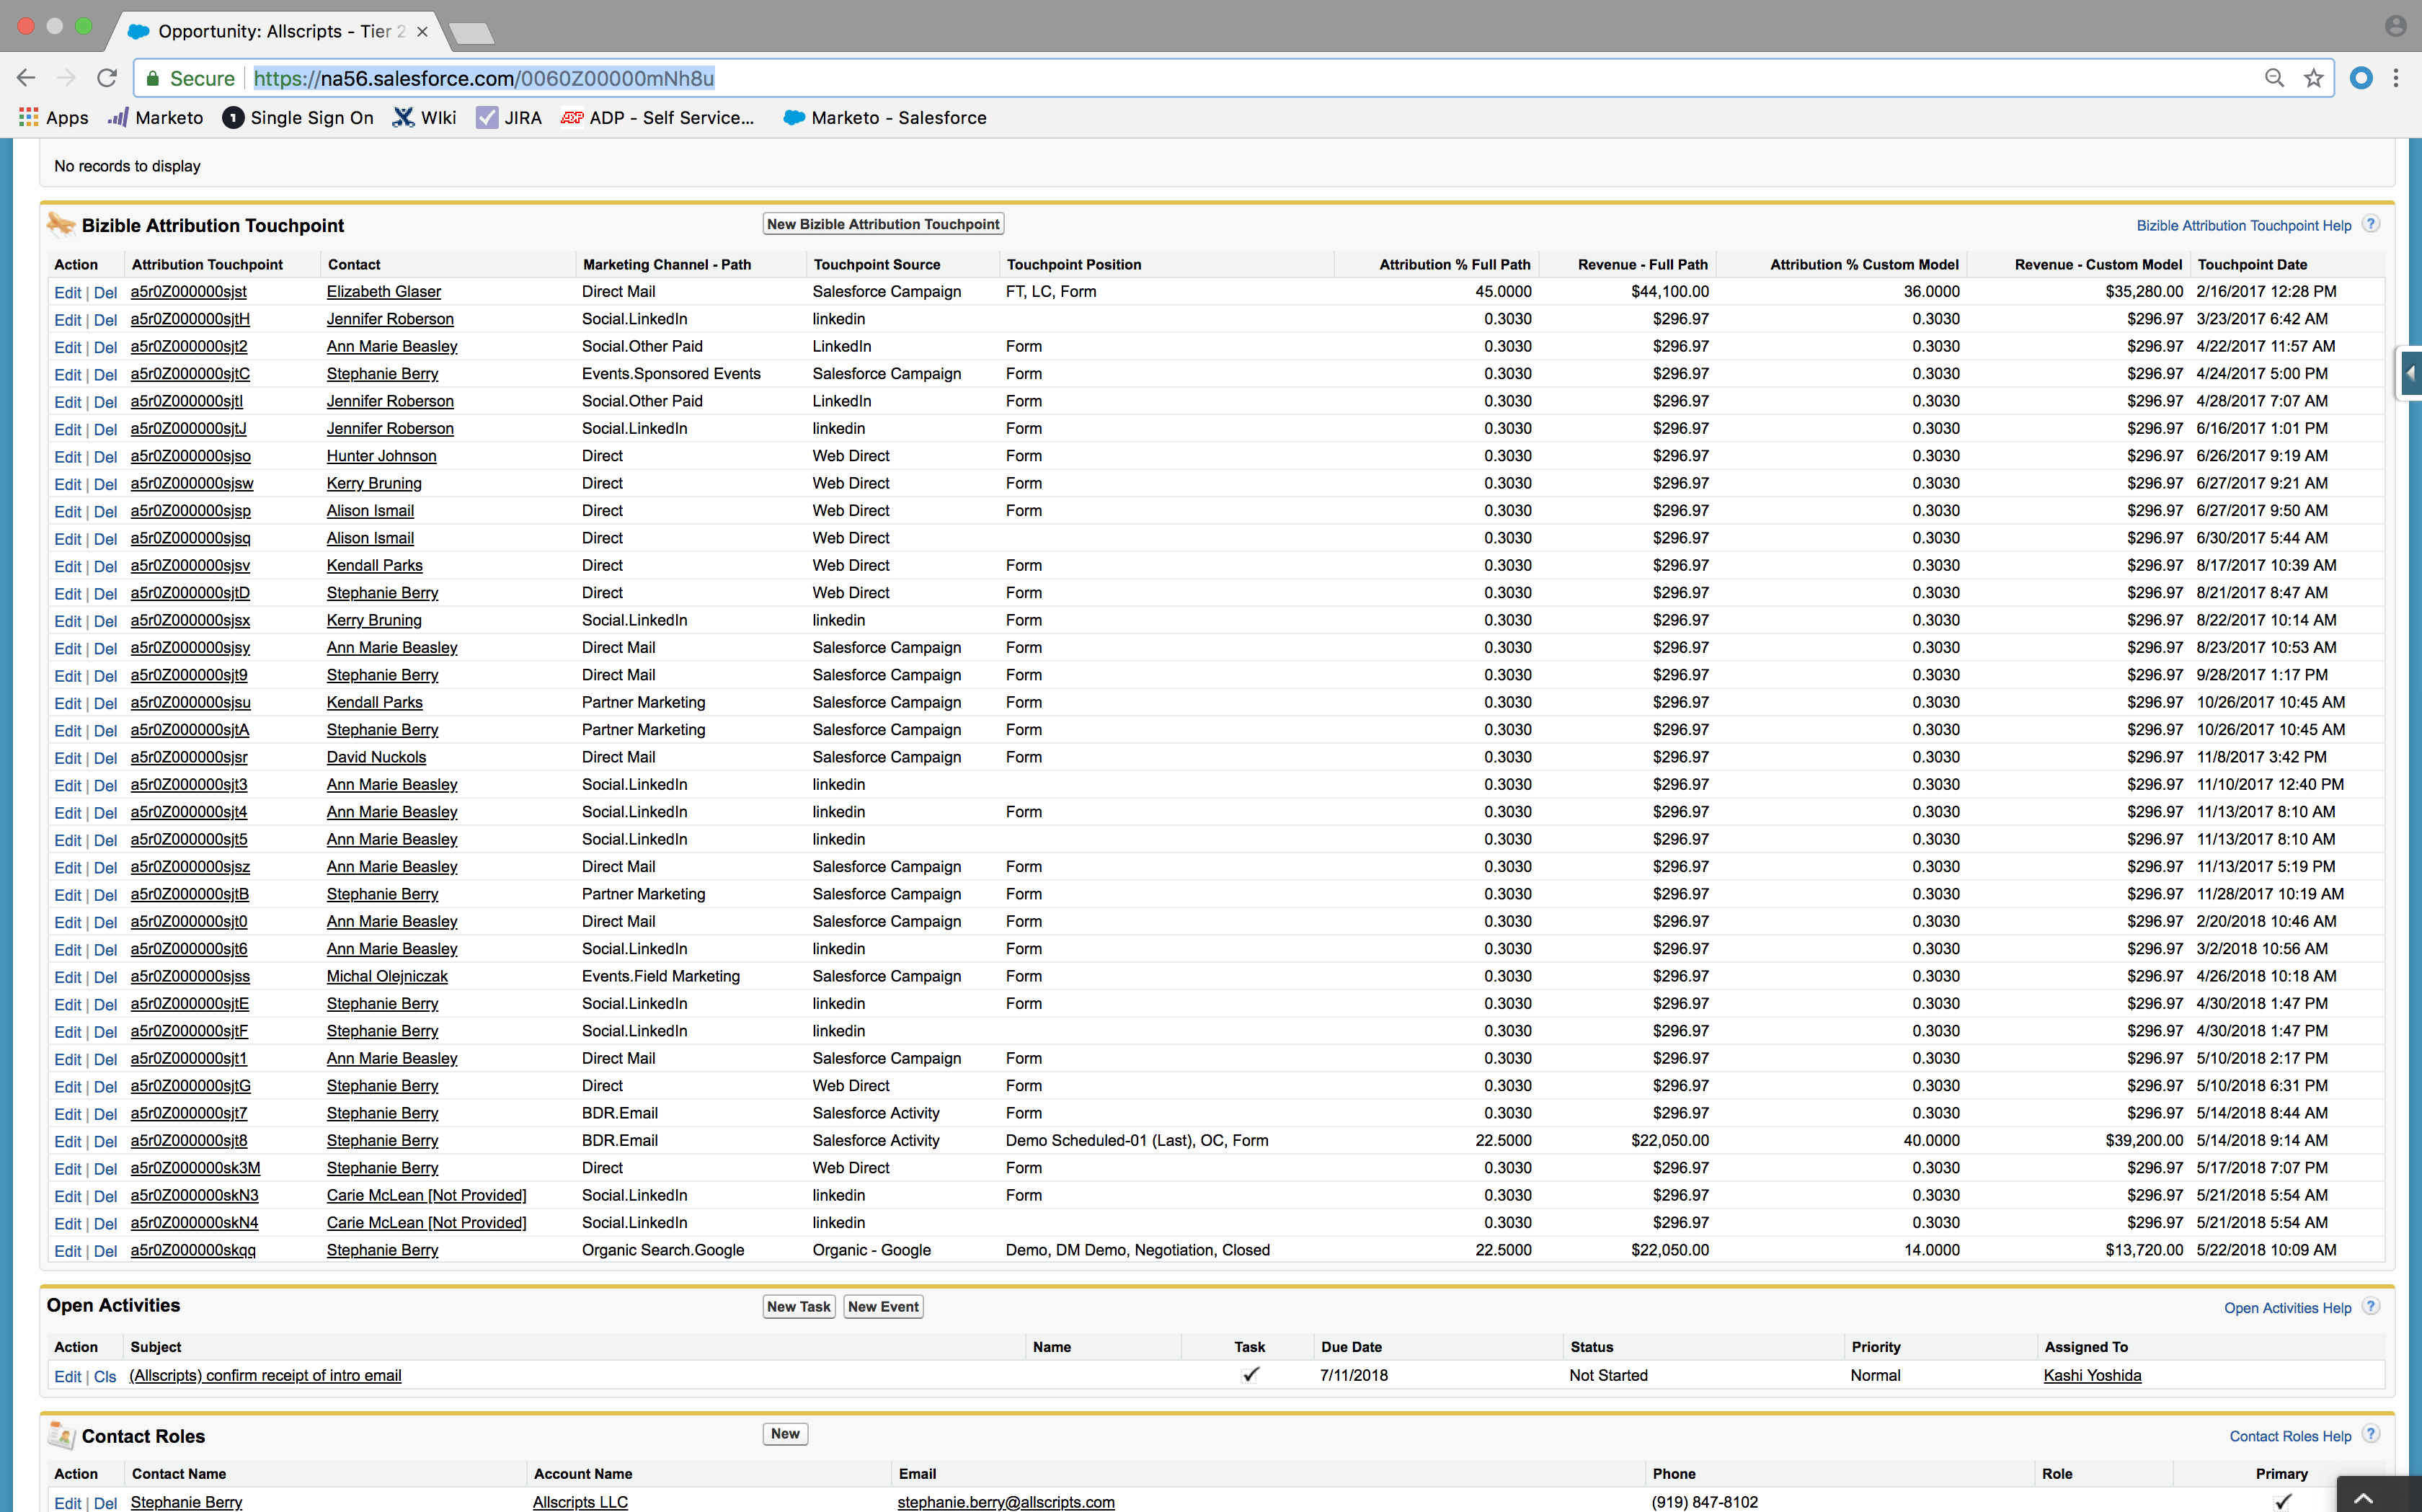 Opportunity: Allscripts - Tier 2
Secure https://na56.salesforce.com/0060Z00000mNh8u
Apps Marketo Single Sign On WIki JIRA ADP - Self Service... Marketo - Salesforce
No records to display
Bizible Attribution Touchpoint New Bizible Attribution Touchpoint Bizible Attribution Touchpoint Help ?
Action Attribution Touchpoint Contact Marketing Channel - Path Touchpoint Source Touchpoint Position Attribution % Full Path Revenue - Full Path Attribution % Custom Model Revenue - Custom Model Touchpoint Date
Edit | Del a5r0Z000000sjst Elizabeth Glaser Direct Mail Salesforce Campaign FT, LC, Form 45.0000 $44,100.00 36.0000 $35,280.00 2/16/2017 12:28 PM
Edit | Del a5r0Z000000sjtH Jennifer Roberson Social.LinkedIn linkedin 0.3030 $296.97 0.3030 $296.97 3/23/2017 6:42 AM
Edit | Del a5r0Z000000sjt2 Ann Marie Beasley Social.Other Paid LinkedIn Form 0.3030 $296.97 0.3030 $296.97 4/22/2017 11:57 AM
Edit | Del a5r0Z000000sjtC Stephanie Berry Events.Sponsored Events Salesforce Campaign Form 0.3030 $296.97 0.3030 $296.97 4/24/2017 5:00 PM
Edit | Del a5r0Z000000sjtI Jennifer Roberson Social.Other Paid LinkedIn Form 0.3030 $296.97 0.3030 $296.97 4/28/2017 7:07 AM
Edit | Del a5r0Z000000sjtJ Jennifer Roberson Social.LinkedIn linkedin Form 0.3030 $296.97 0.3030 $296.97 6/16/2017 1:01 PM
Edit | Del a5r0Z000000sjso Hunter Johnson Direct Web Direct Form 0.3030 $296.97 0.3030 $296.97 6/26/2017 9:19 AM
Edit | Del a5r0Z000000sjsw Kerry Bruning Direct Web Direct Form 0.3030 $296.97 0.3030 $296.97 6/27/2017 9:21 AM
Edit | Del a5r0Z000000sjsp Alison Ismail Direct Web Direct Form 0.3030 $296.97 0.3030 $296.97 6/27/2017 9:50 AM
Edit | Del a5r0Z000000sjsq Alison Ismail Direct Web Direct 0.3030 $296.97 0.3030 $296.97 6/30/2017 5:44 AM
Edit | Del a5r0Z000000sjsv Kendall Parks Direct Web Direct Form 0.3030 $296.97 0.3030 $296.97 8/17/2017 10:39 AM
Edit | Del a5r0Z000000sjtD Stephanie Berry Direct Web Direct Form 0.3030 $296.97 0.3030 $296.97 8/21/2017 8:47 AM
Edit | Del a5r0Z000000sjsx Kerry Bruning Social.LinkedIn linkedin Form 0.3030 $296.97 0.3030 $296.97 8/22/2017 10:14 AM
Edit | Del a5r0Z000000sjsy Ann Marie Beasley Direct Mail Salesforce Campaign Form 0.3030 $296.97 0.3030 $296.97 8/23/2017 10:53 AM
Edit | Del a5r0Z000000sjt9 Stephanie Berry Direct Mail Salesforce Campaign Form 0.3030 $296.97 0.3030 $296.97 9/28/2017 1:17 PM
Edit | Del a5r0Z000000sjsu Kendall Parks Partner Marketing Salesforce Campaign Form 0.3030 $296.97 0.3030 $296.97 10/26/2017 10:45 AM
Edit | Del a5r0Z000000sjtA Stephanie Berry Partner Marketing Salesforce Campaign Form 0.3030 $296.97 0.3030 $296.97 10/26/2017 10:45 AM
Edit | Del a5r0Z000000sjsr David Nuckols Direct Mail Salesforce Campaign Form 0.3030 $296.97 0.3030 $296.97 11/8/2017 3:42 PM
Edit | Del a5r0Z000000sjt3 Ann Marie Beasley Social.LinkedIn linkedin 0.3030 $296.97 0.3030 $296.97 11/10/2017 12:40 PM
Edit | Del a5r0Z000000sjt4 Ann Marie Beasley Social.LinkedIn linkedin Form 0.3030 $296.97 0.3030 $296.97 11/13/2017 8:10 AM
Edit | Del a5r0Z000000sjt5 Ann Marie Beasley Social.LinkedIn linkedin 0.3030 $296.97 0.3030 $296.97 11/13/2017 8:10 AM
Edit | Del a5r0Z000000sjsz Ann Marie Beasley Direct Mail Salesforce Campaign Form 0.3030 $296.97 0.3030 $296.97 11/13/2017 5:19 PM
Edit | Del a5r0Z000000sjtB Stephanie Berry Partner Marketing Salesforce Campaign Form 0.3030 $296.97 0.3030 $296.97 11/28/2017 10:19 AM
Edit | Del a5r0Z000000sjt0 Ann Marie Beasley Direct Mail Salesforce Campaign Form 0.3030 $296.97 0.3030 $296.97 2/20/2018 10:46 AM
Edit | Del a5r0Z000000sjt6 Ann Marie Beasley Social.LinkedIn linkedin Form 0.3030 $296.97 0.3030 $296.97 3/2/2018 10:56 AM
Edit | Del a5r0Z000000sjss Michal Olejniczak Events.Field Marketing Salesforce Campaign Form 0.3030 $296.97 0.3030 $296.97 4/26/2018 10:18 AM
Edit | Del a5r0Z000000sjtE Stephanie Berry Social.LinkedIn linkedin Form 0.3030 $296.97 0.3030 $296.97 4/30/2018 1:47 PM
Edit | Del a5r0Z000000sjtF Stephanie Berry Social.LinkedIn linkedin 0.3030 $296.97 0.3030 $296.97 4/30/2018 1:47 PM
Edit | Del a5r0Z000000sjt1 Ann Marie Beasley Direct Mail Salesforce Campaign Form 0.3030 $296.97 0.3030 $296.97 5/10/2018 2:17 PM
Edit | Del a5r0Z000000sjtG Stephanie Berry Direct Web Direct Form 0.3030 $296.97 0.3030 $296.97 5/10/2018 6:31 PM
Edit | Del a5r0Z000000sjt7 Stephanie Berry BDR.Email Salesforce Activity Form 0.3030 $296.97 0.3030 $296.97 5/14/2018 8:44 AM
Edit | Del a5r0Z000000sjt8 Stephanie Berry BDR.Email Salesforce Activity Demo Scheduled-01 (Last), OC, Form 22.5000 $22,050.00 40.0000 $39,200.00 5/14/2018 9:14 AM
Edit | Del a5r0Z000000sk3M Stephanie Berry Direct Web Direct Form 0.3030 $296.97 0.3030 $296.97 5/17/2018 7:07 PM
Edit | Del a5r0Z000000skN3 Carie McLean [Not Provided] Social.LinkedIn linkedin Form 0.3030 $296.97 0.3030 $296.97 5/21/2018 5:54 AM
Edit | Del a5r0Z000000skN4 Carie McLean [Not Provided] Social.LinkedIn linkedin 0.3030 $296.97 0.3030 $296.97 5/21/2018 5:54 AM
Edit | Del a5r0Z000000skqq Stephanie Berry Organic Search.Google Organic - Google Demo, DM Demo, Negotiation, Closed 22.5000 $22,050.00 14.0000 $13,720.00 5/22/2018 10:09 AM
Open Activities New Task New Event Open Activities Help ?
Action Subject Name Task Due Date Status Priority Assigned To
Edit | Cls (Allscripts) confirm receipt of intro email 7/11/2018 Not Started Normal Kashi Yoshida
Contact Roles New Contact Roles Help ?
Action Contact Name Account Name Email Phone Role Primary
Edit | Del Stephanie Berry Allscripts LLC stephanie.berry@allscripts.com (919) 847-8102